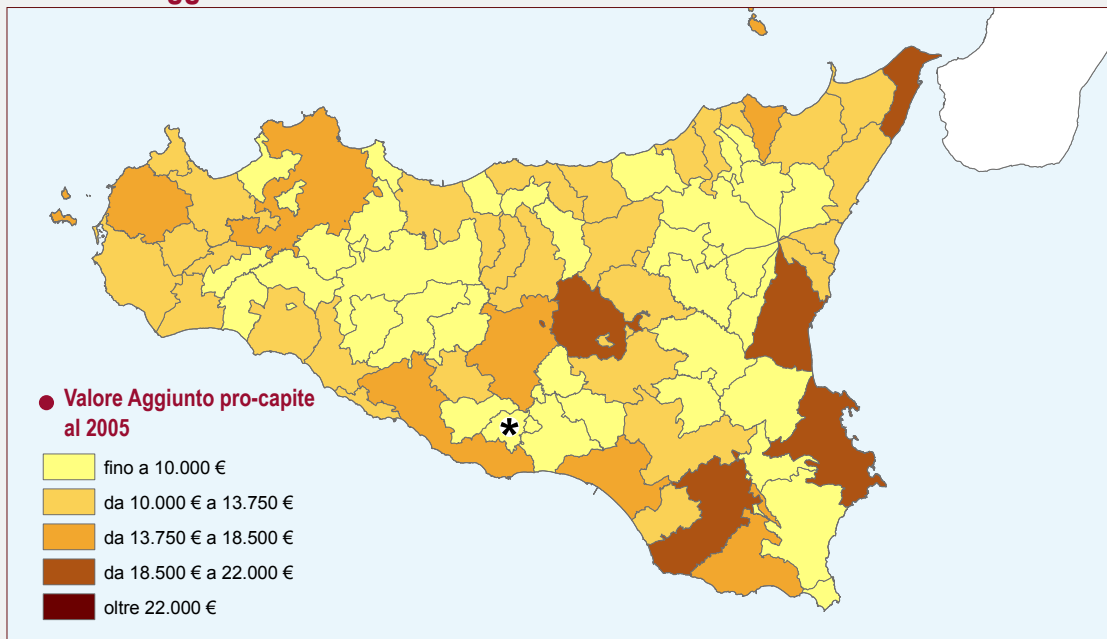 Valore Aggiunto pro-capite
al 2005
fino a 10.000 €
da 10.000 € a 13.750 €
da 13.750 € a 18.500 €
da 18.500 € a 22.000 €
oltre 22.000 €
*